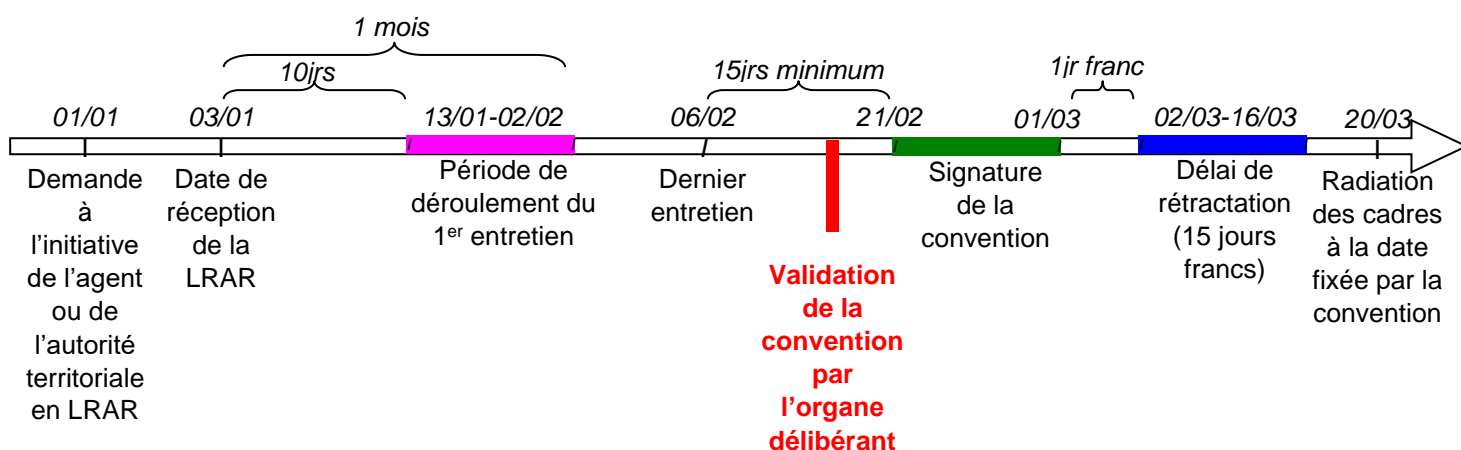 1 mois
10jrs
15jrs minimum
1jr franc
01/01
03/01
13/01-02/02
06/02
21/02
01/03
02/03-16/03
20/03
Demande
à
l’initiative
de l’agent
ou de
l’autorité
territoriale
en LRAR
Date de
réception
de la
LRAR
Période de
déroulement du
1er entretien
Dernier
entretien
Validation
de la
convention
par
l’organe
délibérant
Signature
de la
convention
Délai de
rétractation
(15 jours
francs)
Radiation
des cadres
à la date
fixée par la
convention